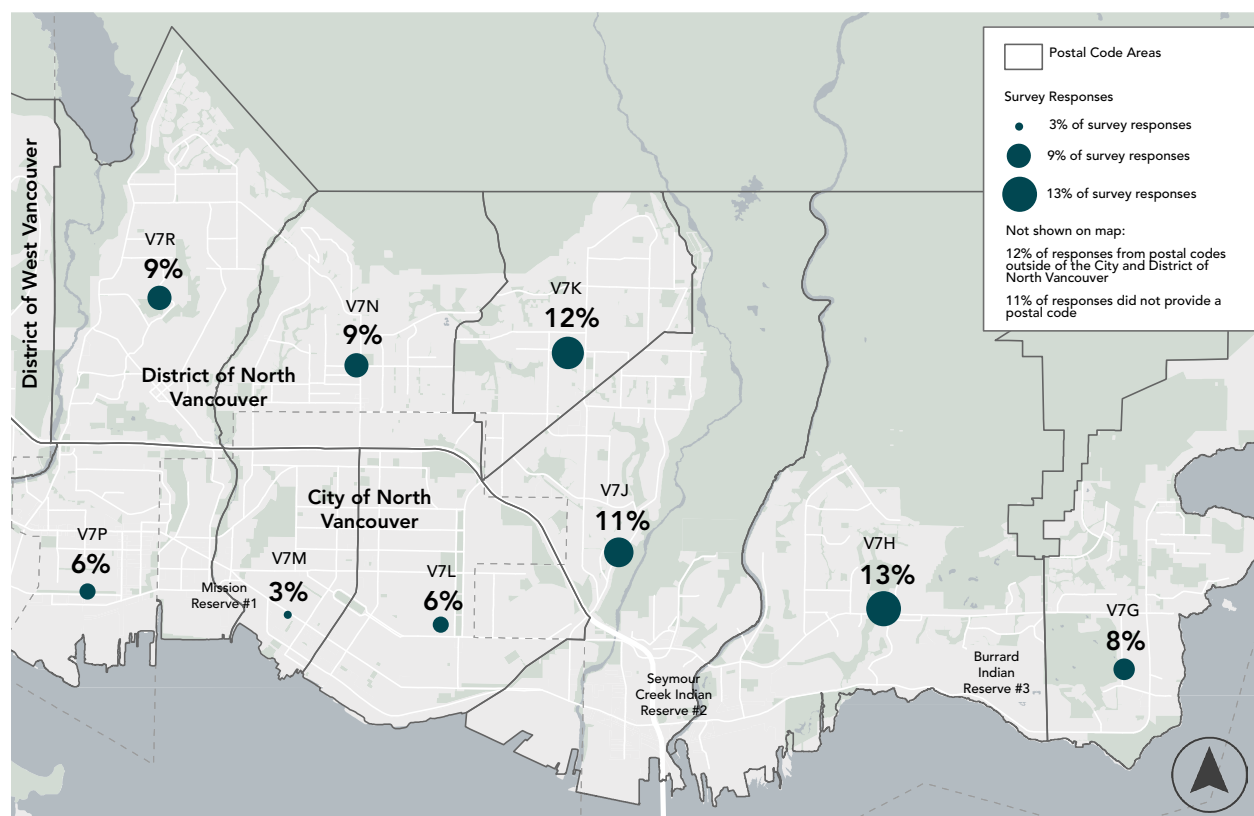 Postal Code Areas
Survey Responses
3% of survey responses
9% of survey responses
13% of survey responses
Not shown on map:
12% of responses from postal codes
outside of the City and District of
North Vancouver
11% of responses did not provide a
postal code
District of West Vancouver
V7R
9%
V7N
9%
V7K
12%
District of North
Vancouver
City of North
Vancouver
V7J
11%
V7P
6%
V7M
3%
Mission
Reserve #1
V7L
6%
V7H
13%
V7G
8%
Burrard
Indian
Reserve #3
Seymour
Creek Indian
Reserve #2